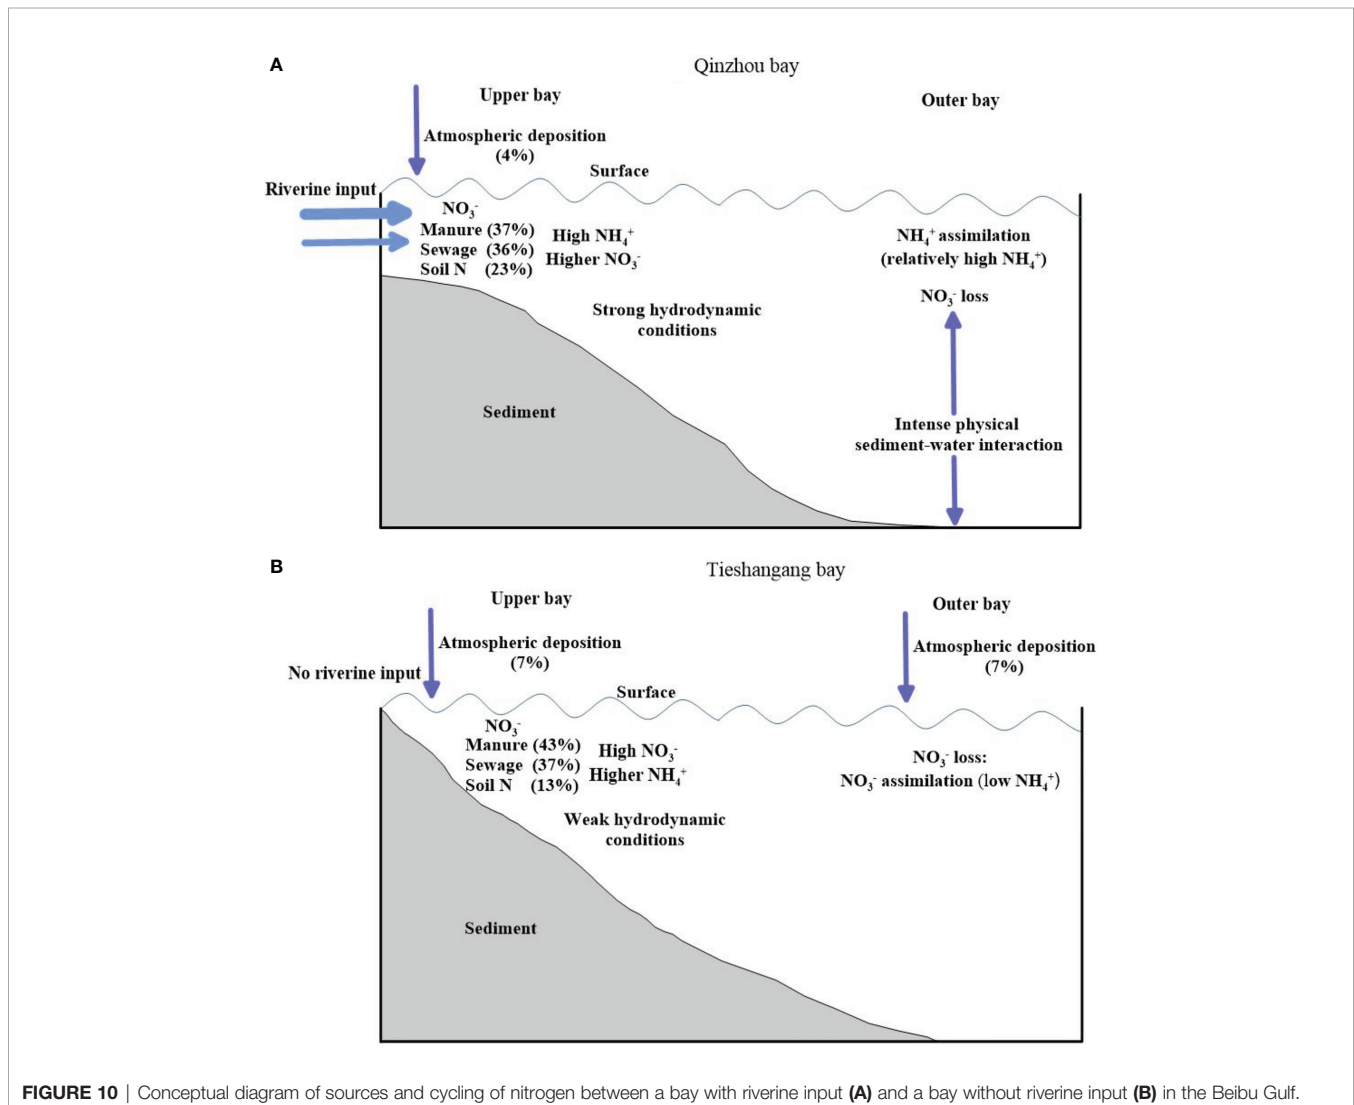 A
Qinzhou bay
Upper bay
Outer bay
Atmospheric deposition
(4%)
Surface
Riverine input
NO₃⁻
Manure (37%)
Sewage (36%)
Soil N (23%)
High NH₄⁺
Higher NO₃⁻
NH₄⁺ assimilation
(relatively high NH₄⁺)
NO₃⁻ loss
Strong hydrodynamic
conditions
Sediment
Intense physical
sediment-water interaction
B
Tieshangang bay
Upper bay
Outer bay
Atmospheric deposition
(7%)
Atmospheric deposition
(7%)
No riverine input
Surface
NO₃⁻
Manure (43%)
Sewage (37%)
Soil N (13%)
High NO₃⁻
Higher NH₄⁺
NO₃⁻ loss:
NO₃⁻ assimilation (low NH₄⁺)
Weak hydrodynamic
conditions
Sediment
FIGURE 10 | Conceptual diagram of sources and cycling of nitrogen between a bay with riverine input (A) and a bay without riverine input (B) in the Beibu Gulf.